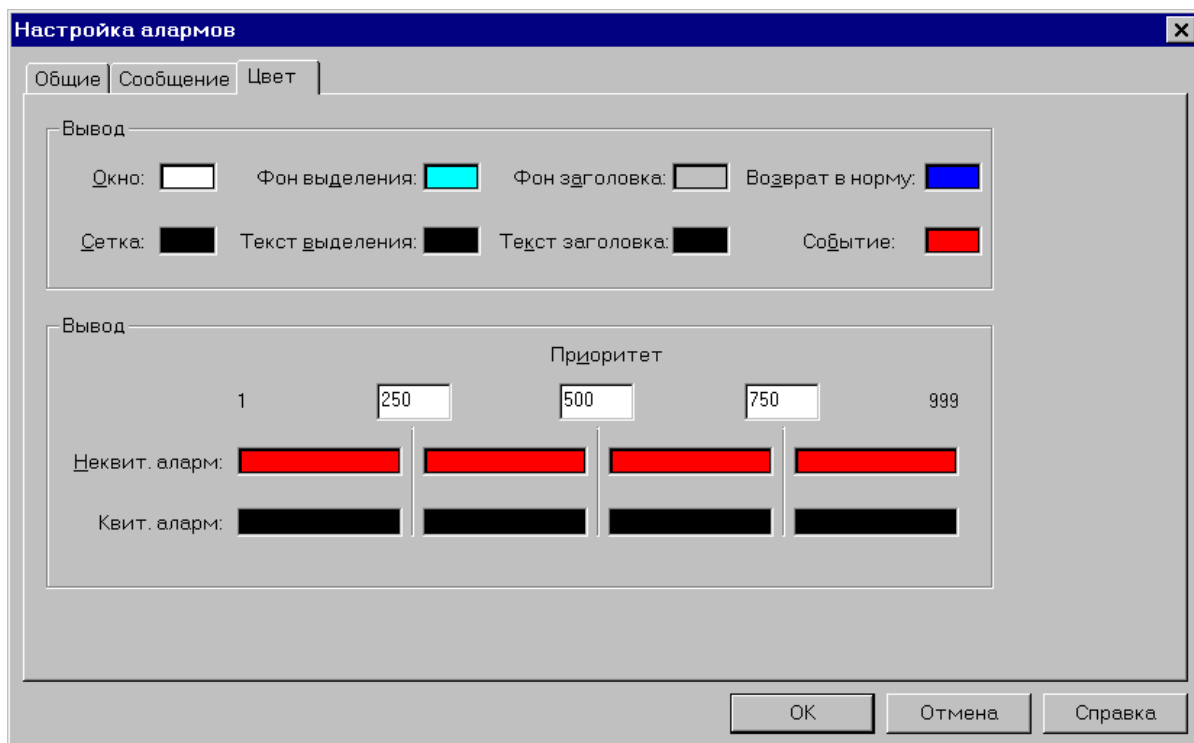 Настройка алармов
Общие Сообщение Цвет
Вывод
Окно: Фон выделения: Фон заголовка: Возврат в норму:
Сетка: Текст выделения: Текст заголовка: Событие:
Вывод
Приоритет
1 250 500 750 999
Неквит. аларм:
Квит. аларм:
OK Отмена Справка